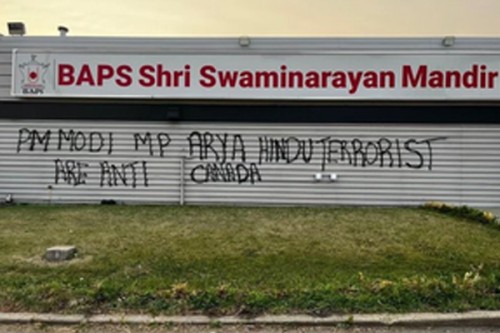 BAPS Shri Swaminarayan Mandir
BAPS
PM MODI MP ARYA HINDU TERRORIST
ARE ANTI CANADA